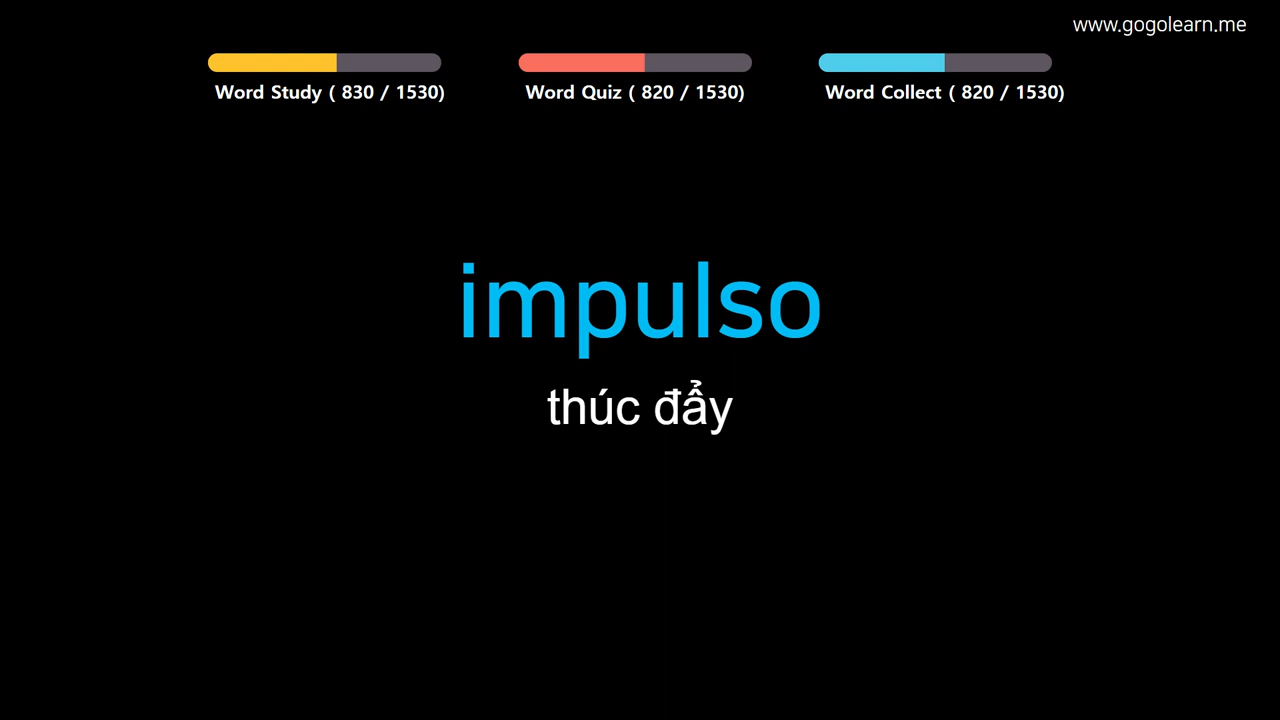 www.gogolearn.me
Word Study ( 830 / 1530)
Word Quiz ( 820 / 1530)
Word Collect ( 820 / 1530)
impulso
thúc đẩy